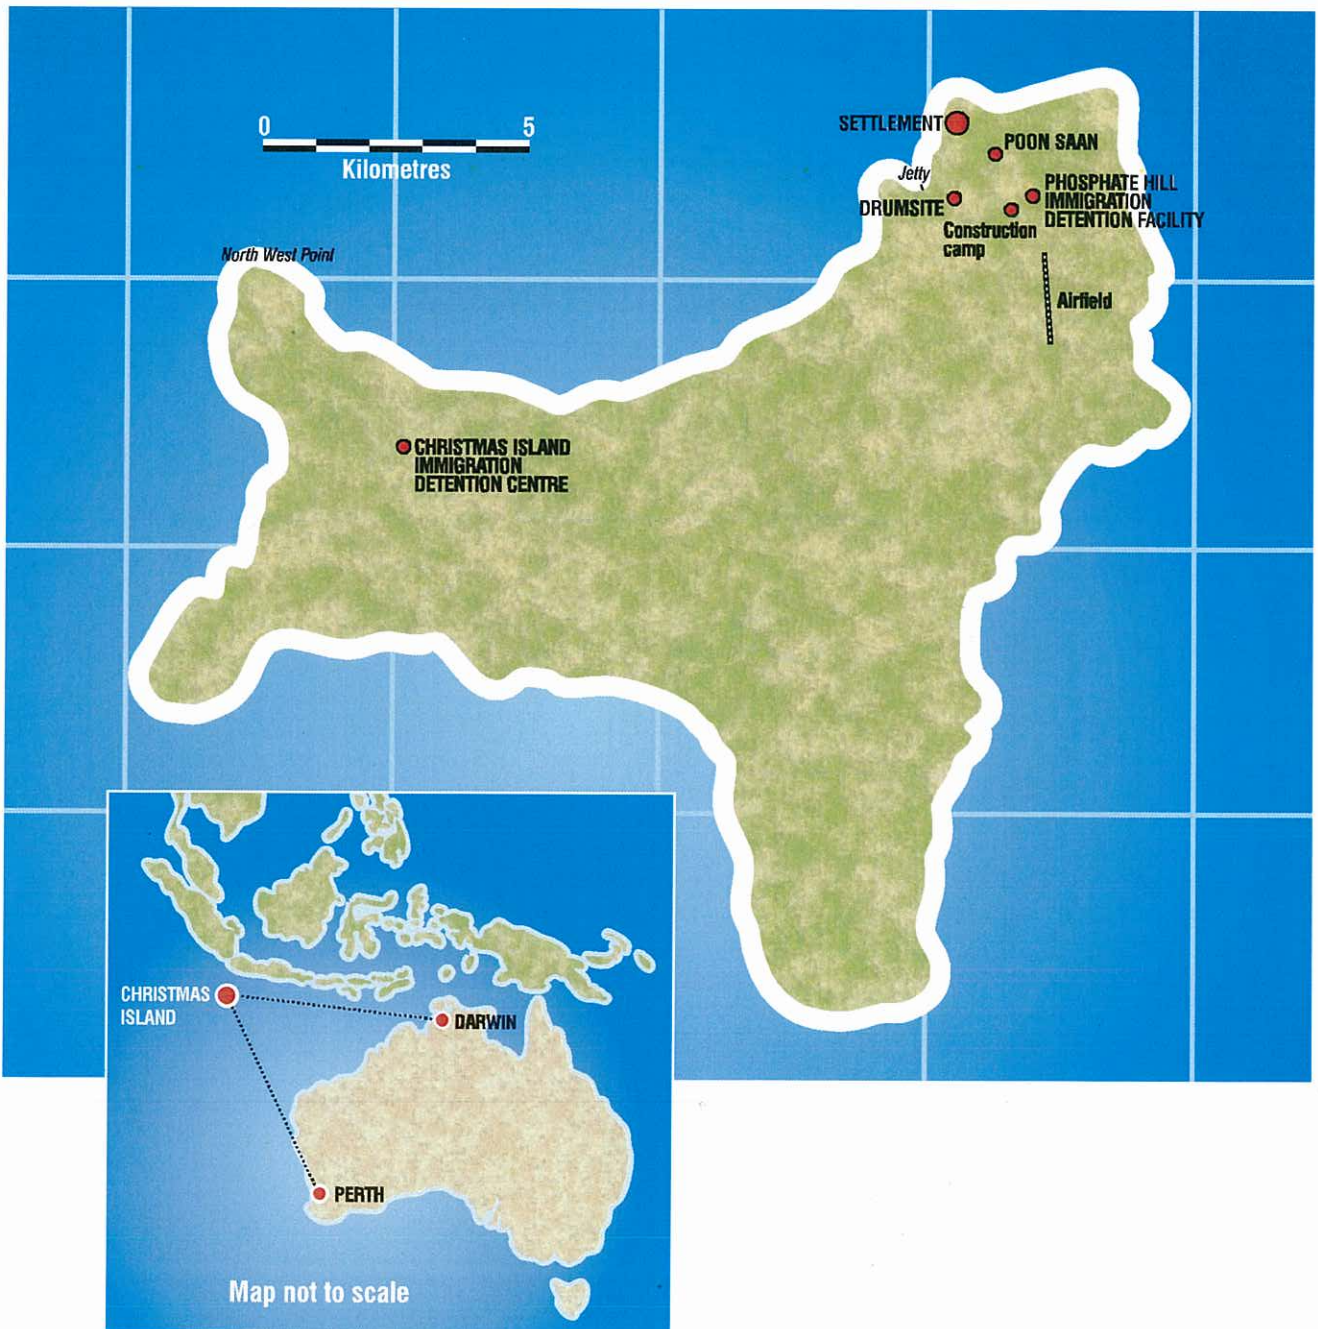 0 5
Kilometres
SETTLEMENT
POON SAAN
Jetty
DRUMSITE
PHOSPHATE HILL
IMMIGRATION
DETENTION FACILITY
Construction
camp
Airfield
North West Point
CHRISTMAS ISLAND
IMMIGRATION
DETENTION CENTRE
CHRISTMAS
ISLAND
DARWIN
PERTH
Map not to scale